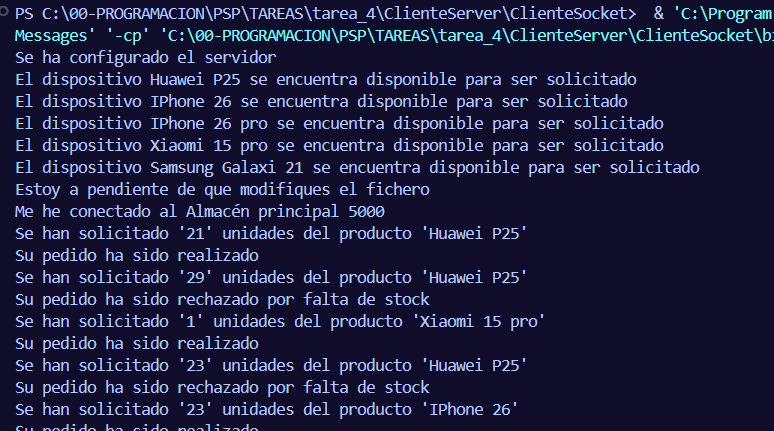 PS C:\00-PROGRAMACION\PSP\TAREAS\tarea_4\ClienteServer\ClienteSocket>  & 'C:\Program
Messages' '-cp' 'C:\00-PROGRAMACION\PSP\TAREAS\tarea_4\ClienteServer\ClienteSocket\bi
Se ha configurado el servidor
El dispositivo Huawei P25 se encuentra disponible para ser solicitado
El dispositivo IPhone 26 se encuentra disponible para ser solicitado
El dispositivo IPhone 26 pro se encuentra disponible para ser solicitado
El dispositivo Xiaomi 15 pro se encuentra disponible para ser solicitado
El dispositivo Samsung Galaxi 21 se encuentra disponible para ser solicitado
Estoy a pendiente de que modifiques el fichero
Me he conectado al Almacén principal 5000
Se han solicitado '21' unidades del producto 'Huawei P25'
Su pedido ha sido realizado
Se han solicitado '29' unidades del producto 'Huawei P25'
Su pedido ha sido rechazado por falta de stock
Se han solicitado '1' unidades del producto 'Xiaomi 15 pro'
Su pedido ha sido realizado
Se han solicitado '23' unidades del producto 'Huawei P25'
Su pedido ha sido rechazado por falta de stock
Se han solicitado '23' unidades del producto 'IPhone 26'
Su pedido ha sido realizado